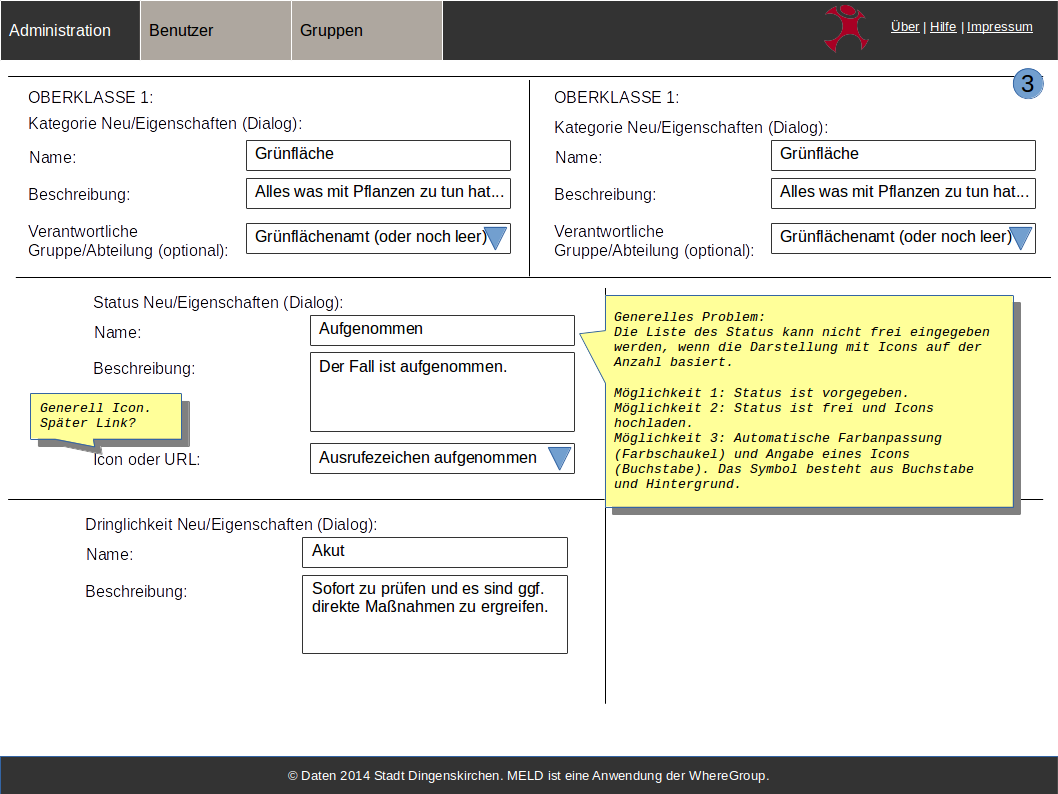 Administration
Benutzer
Gruppen
Über | Hilfe | Impressum
3
OBERKLASSE 1:
Kategorie Neu/Eigenschaften (Dialog):
Name:
Grünfläche
Beschreibung:
Alles was mit Pflanzen zu tun hat...
Verantwortliche
Gruppe/Abteilung (optional):
Grünflächenamt (oder noch leer)
OBERKLASSE 1:
Kategorie Neu/Eigenschaften (Dialog):
Name:
Grünfläche
Beschreibung:
Alles was mit Pflanzen zu tun hat...
Verantwortliche
Gruppe/Abteilung (optional):
Grünflächenamt (oder noch leer)
Status Neu/Eigenschaften (Dialog):
Name:
Aufgenommen
Beschreibung:
Der Fall ist aufgenommen.
Generell Icon.
Später Link?
Icon oder URL:
Ausrufezeichen aufgenommen
Generelles Problem:
Die Liste des Status kann nicht frei eingegeben
werden, wenn die Darstellung mit Icons auf der
Anzahl basiert.
Möglichkeit 1: Status ist vorgegeben.
Möglichkeit 2: Status ist frei und Icons
hochladen.
Möglichkeit 3: Automatische Farbanpassung
(Farbschaukel) und Angabe eines Icons
(Buchstabe). Das Symbol besteht aus Buchstabe
und Hintergrund.
Dringlichkeit Neu/Eigenschaften (Dialog):
Name:
Akut
Beschreibung:
Sofort zu prüfen und es sind ggf.
direkte Maßnahmen zu ergreifen.
© Daten 2014 Stadt Dingenskirchen. MELD ist eine Anwendung der WhereGroup.